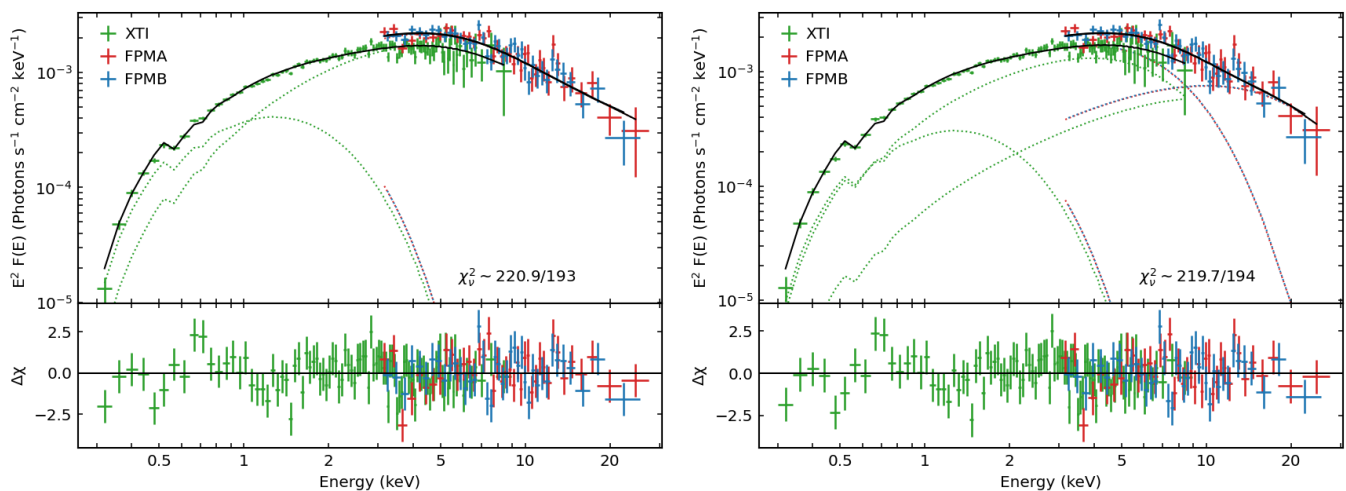 XTI
FPMA
FPMB
E² F(E) (Photons s⁻¹ cm⁻² keV⁻¹)
10⁻³
10⁻⁴
10⁻⁵
χ²ᵥ ~ 220.9/193
Δχ
2.5
0.0
−2.5
0.5 1 2 5 10 20
Energy (keV)
XTI
FPMA
FPMB
E² F(E) (Photons s⁻¹ cm⁻² keV⁻¹)
10⁻³
10⁻⁴
10⁻⁵
χ²ᵥ ~ 219.7/194
Δχ
2.5
0.0
−2.5
0.5 1 2 5 10 20
Energy (keV)